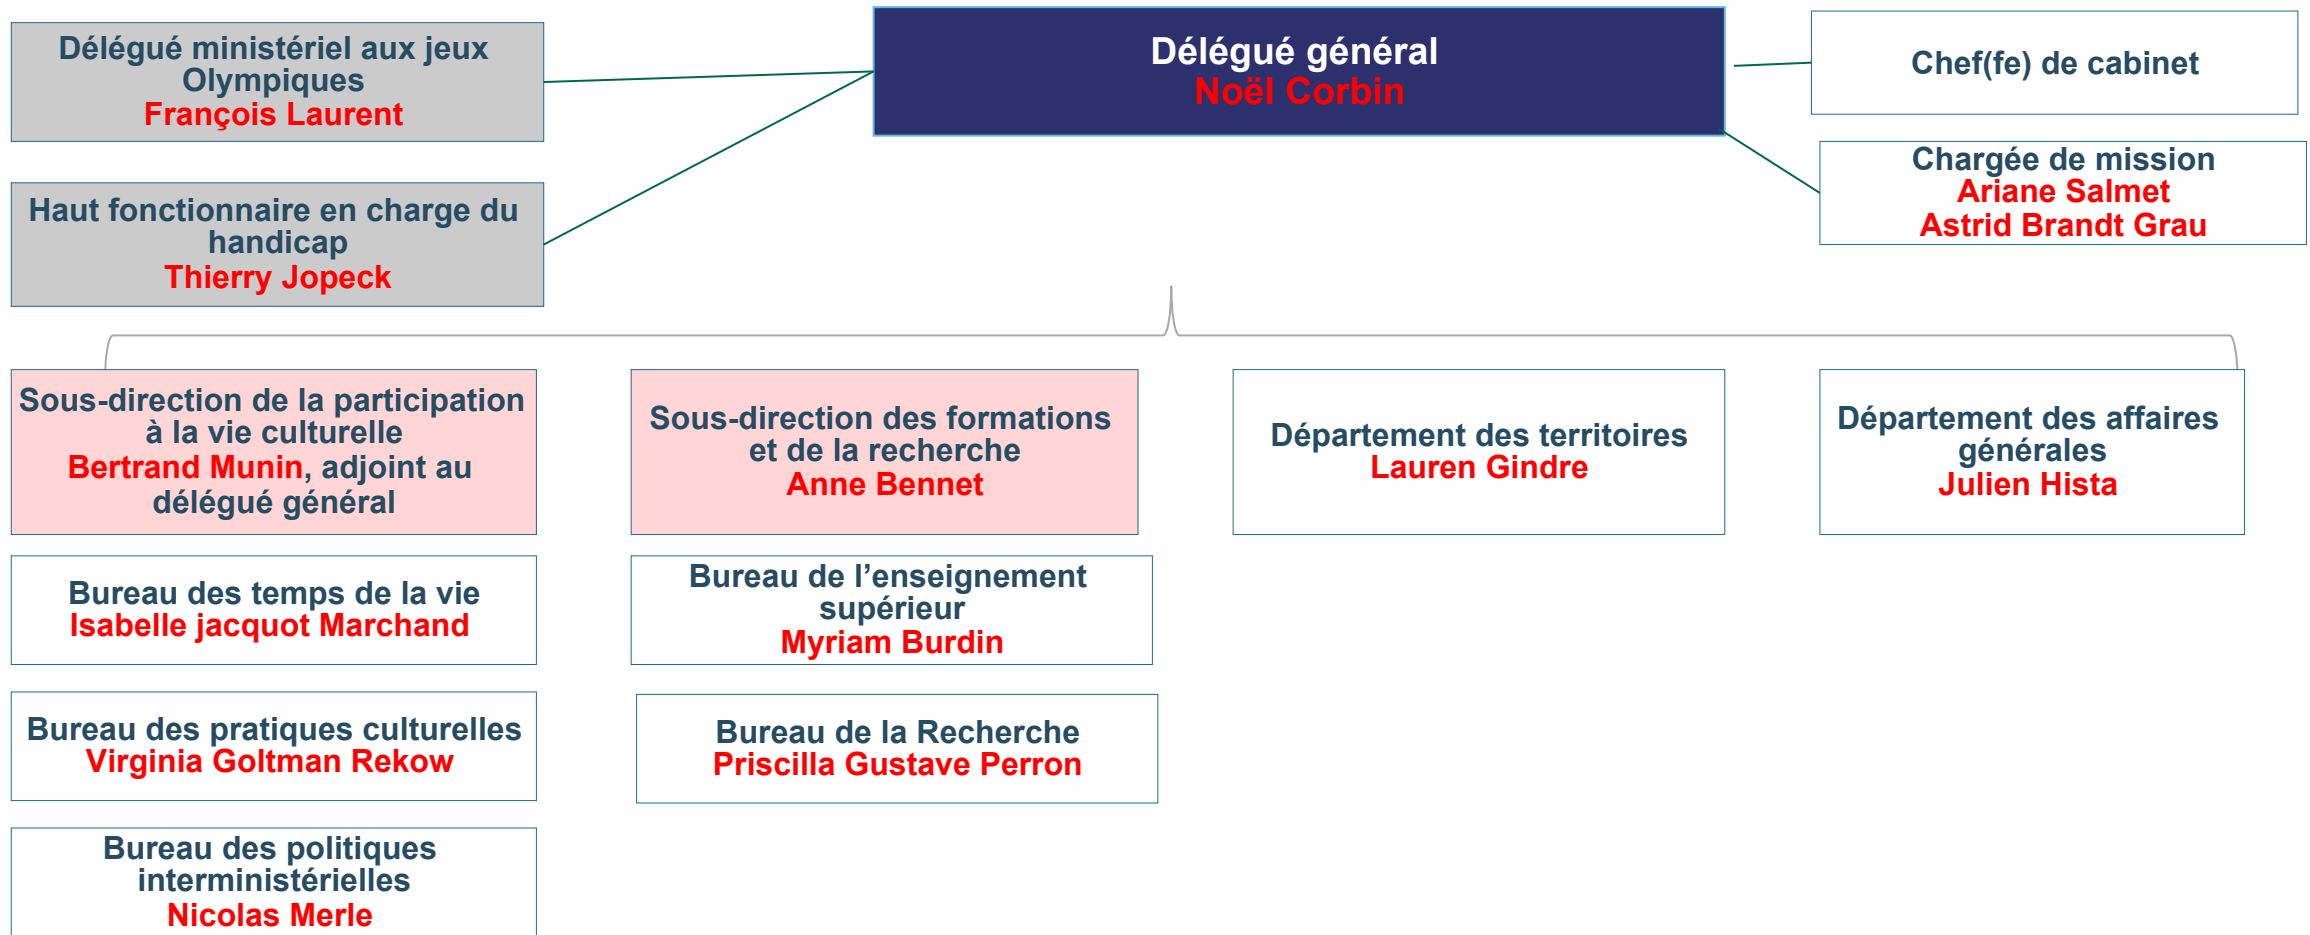 Délégué ministériel aux jeux
Olympiques
François Laurent
Délégué général
Noël Corbin
Chef(fe) de cabinet
Chargée de mission
Ariane Salmet
Astrid Brandt Grau
Haut fonctionnaire en charge du
handicap
Thierry Jopeck
Sous-direction de la participation
à la vie culturelle
Bertrand Munin, adjoint au
délégué général
Sous-direction des formations
et de la recherche
Anne Bennet
Département des territoires
Lauren Gindre
Département des affaires
générales
Julien Hista
Bureau des temps de la vie
Isabelle jacquot Marchand
Bureau de l’enseignement
supérieur
Myriam Burdin
Bureau des pratiques culturelles
Virginia Goltman Rekow
Bureau de la Recherche
Priscilla Gustave Perron
Bureau des politiques
interministérielles
Nicolas Merle